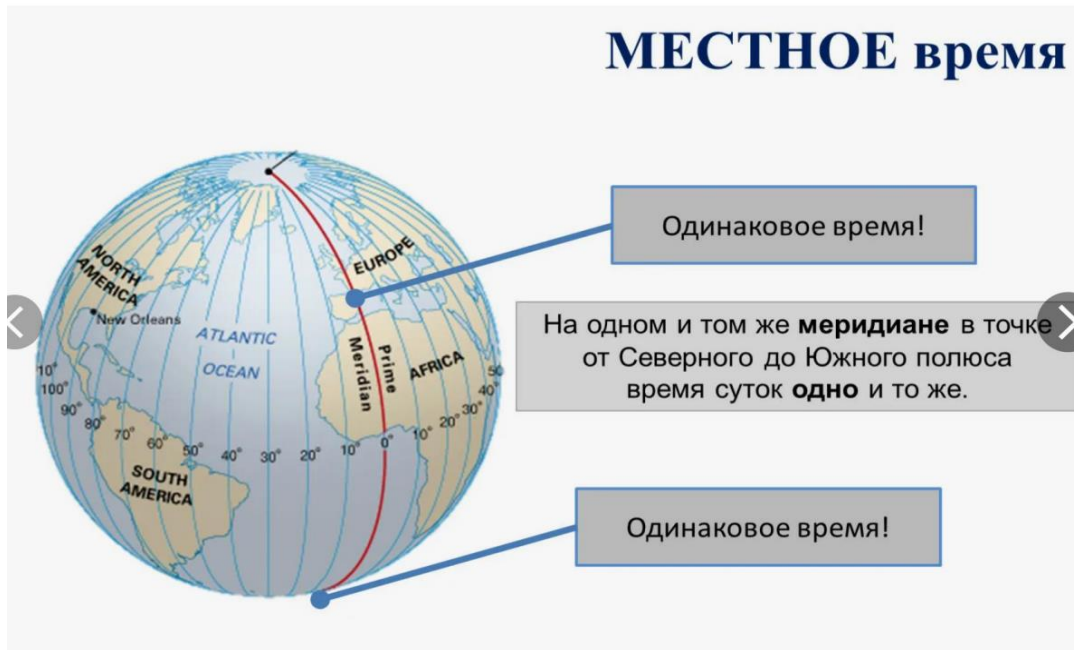 МЕСТНОЕ время
Одинаковое время!
На одном и том же меридиане в точке
от Северного до Южного полюса
время суток одно и то же.
Одинаковое время!
NORTH
AMERICA
New Orleans
ATLANTIC
OCEAN
EUROPE
AFRICA
Prime
Meridian
SOUTH
AMERICA
10°
100°
90°
80°
70°
60°
50°
40°
30°
20°
10°
0°
10°
20°
30°
40°
50